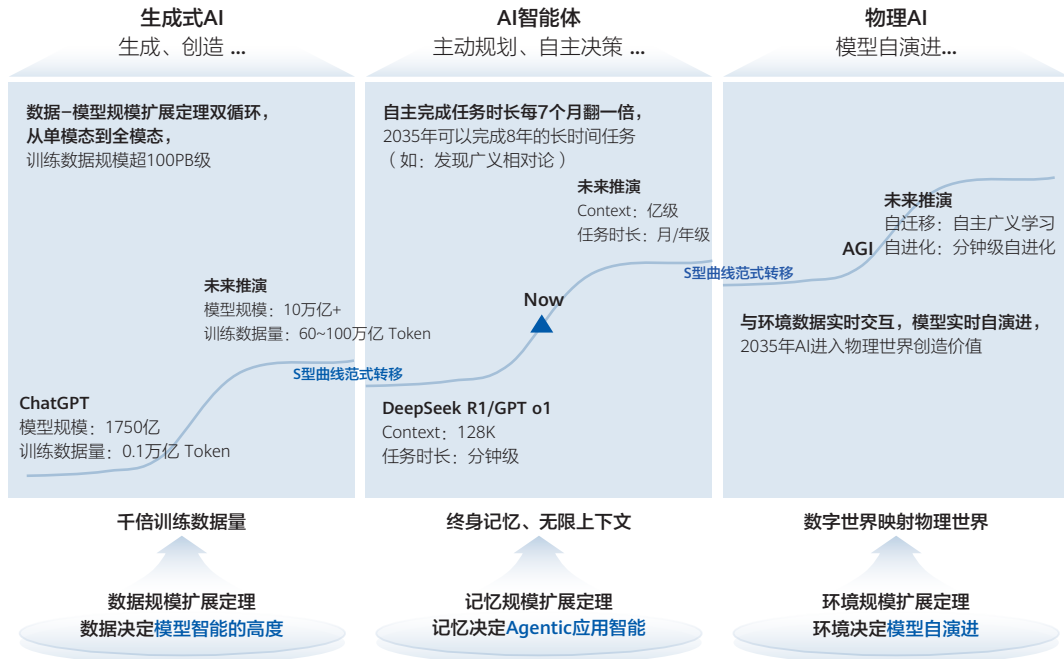 生成式AI
生成、创造 ...
数据–模型规模扩展定理双循环，
从单模态到全模态，
训练数据规模超100PB级
未来推演
模型规模：10万亿+
训练数据量：60~100万亿 Token
S型曲线范式转移
ChatGPT
模型规模：1750亿
训练数据量：0.1万亿 Token
千倍训练数据量
数据规模扩展定理
数据决定模型智能的高度
AI智能体
主动规划、自主决策 ...
自主完成任务时长每7个月翻一倍，
2035年可以完成8年的长时间任务
（如：发现广义相对论）
未来推演
Context：亿级
任务时长：月/年级
S型曲线范式转移
Now
DeepSeek R1/GPT o1
Context：128K
任务时长：分钟级
终身记忆、无限上下文
记忆规模扩展定理
记忆决定Agentic应用智能
物理AI
模型自演进...
未来推演
自迁移：自主广义学习
AGI
自进化：分钟级自进化
与环境数据实时交互，模型实时自演进，
2035年AI进入物理世界创造价值
数字世界映射物理世界
环境规模扩展定理
环境决定模型自演进